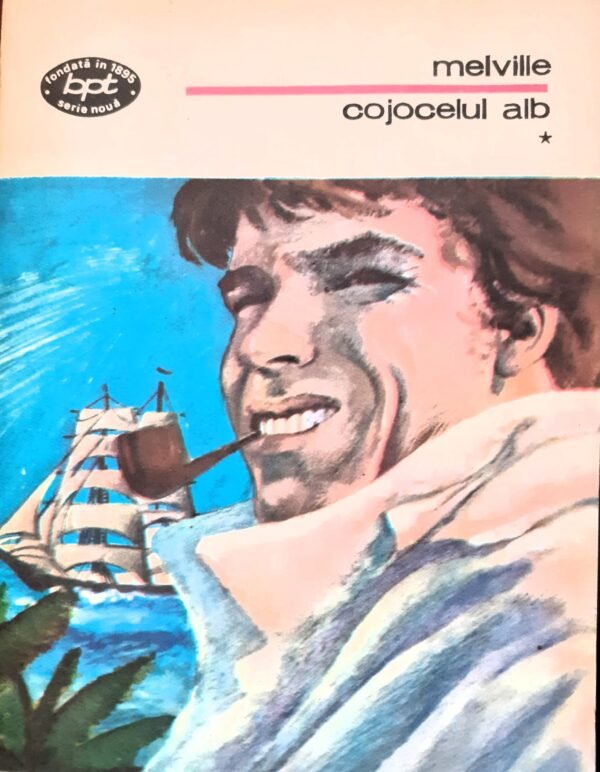 fondată în 1895
bpt
serie nouă
melville
cojocelul alb
*